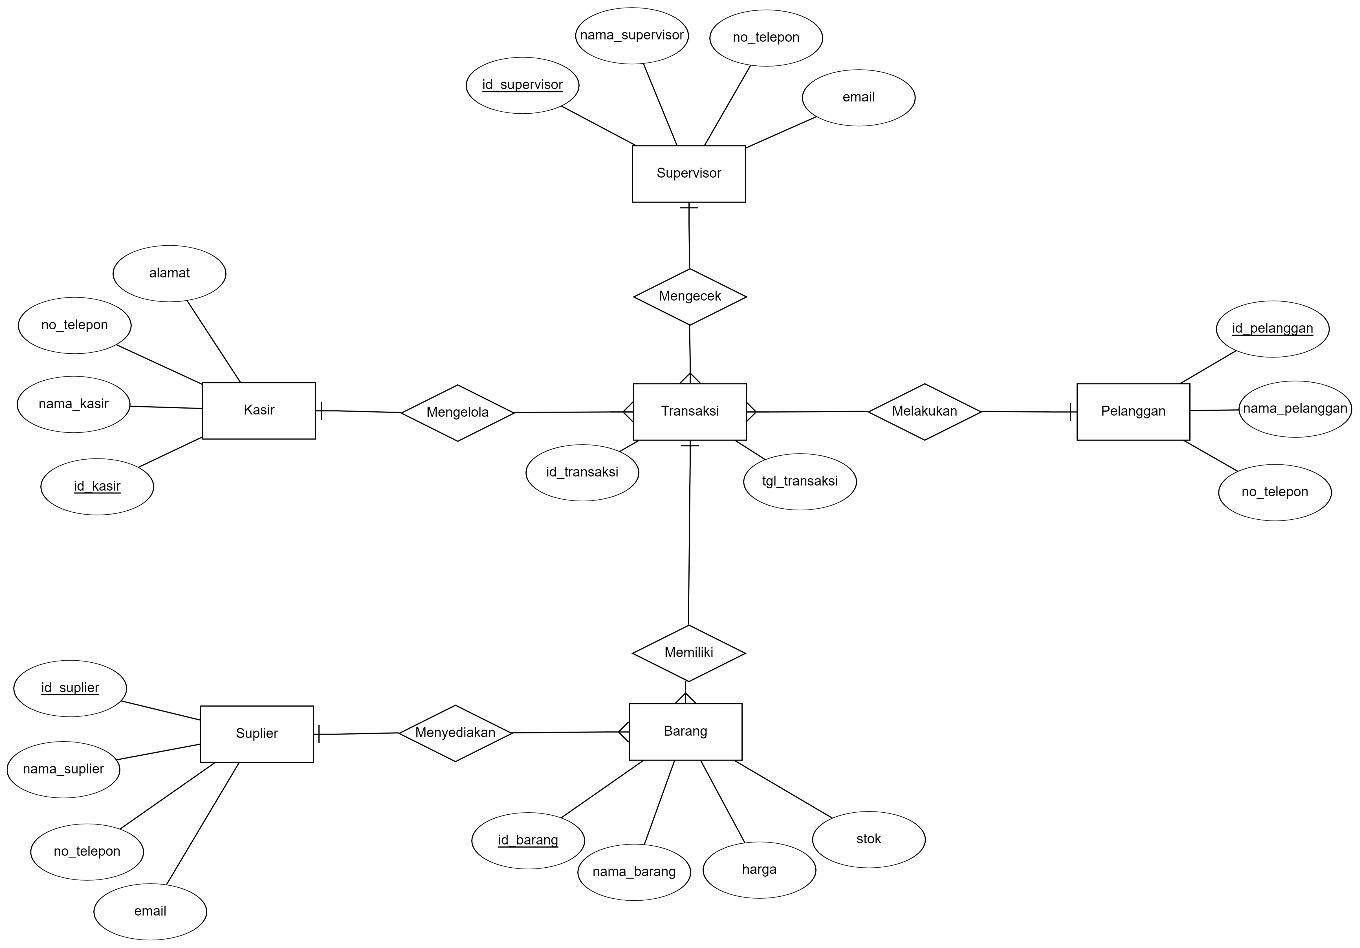 nama_supervisor
no_telepon
id_supervisor
email
Supervisor
Mengecek
alamat
no_telepon
nama_kasir
id_kasir
Kasir
Mengelola
Transaksi
id_transaksi
tgl_transaksi
Melakukan
Pelanggan
id_pelanggan
nama_pelanggan
no_telepon
Memiliki
id_suplier
nama_suplier
no_telepon
email
Suplier
Menyediakan
Barang
id_barang
nama_barang
harga
stok